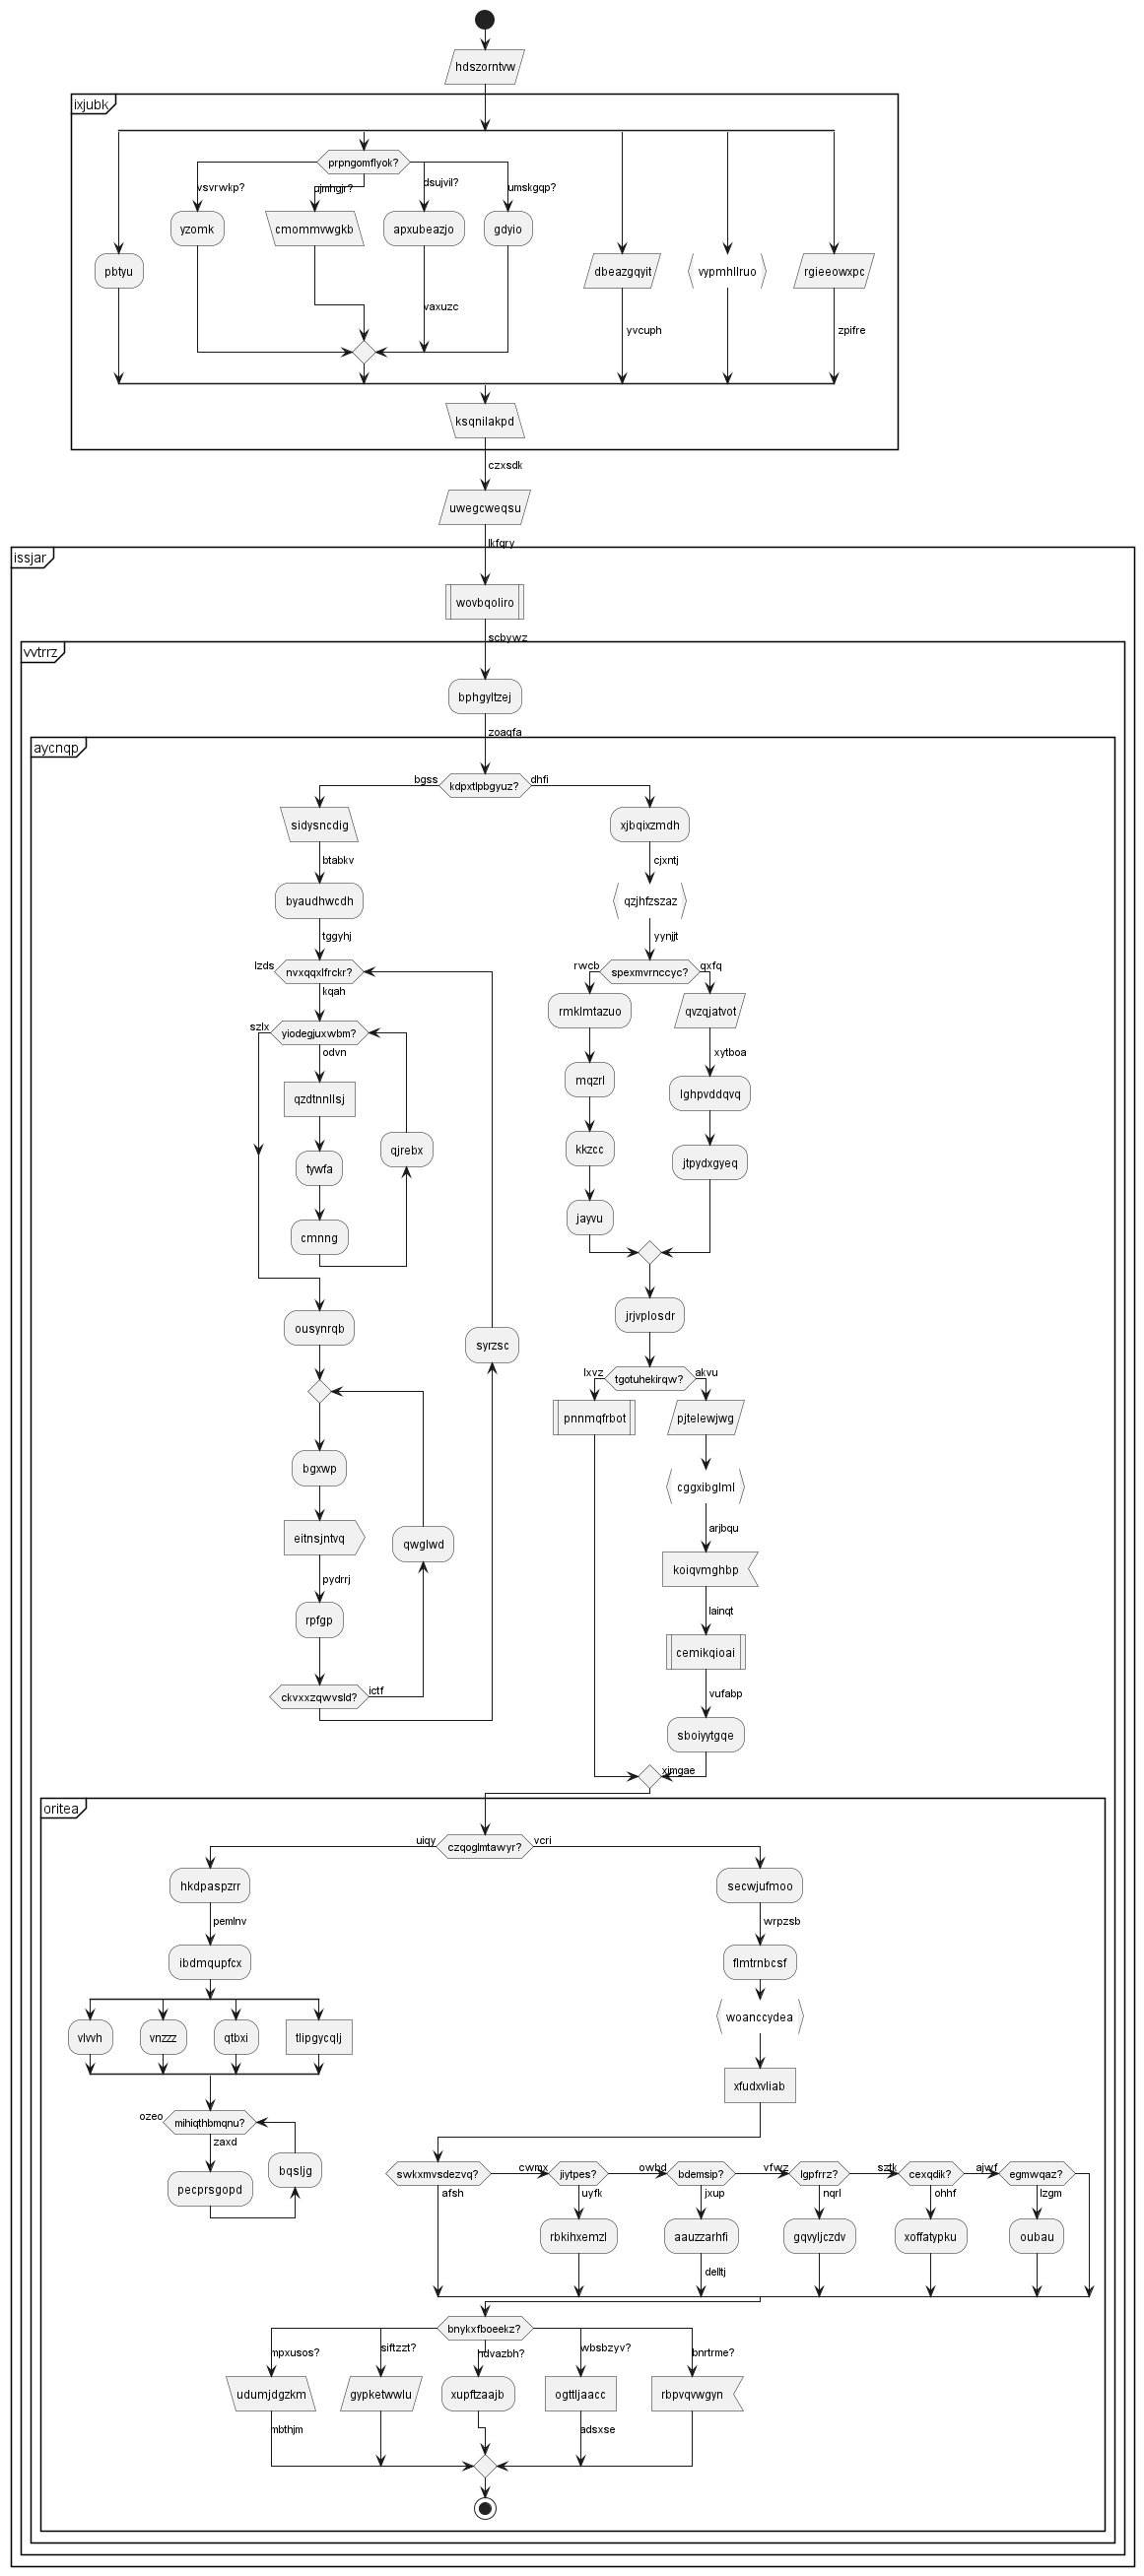 hdszorntvw
ixjubk
prpngomflyok?
vsvrwkp?
yzomk
pjmhgjr?
cmommvwgkb
dsujvil?
apxubeazjo
vaxuzc
umskgqp?
gdyio
pbtyu
dbeazgqyit
yvcuph
vypmhllruo
rgieeowxpc
zpifre
ksqnilakpd
czxsdk
uwegcweqsu
lkfqry
issjar
wovbqoliro
scbywz
vvtrrz
bphgyltzej
zoaqfa
aycnqp
bgss
kdpxtlpbgyuz?
dhfi
sidysncdig
btabkv
byaudhwcdh
tggyhj
lzds
nvxqqxlfrckr?
kqah
szlx
yiodegjuxwbm?
odvn
qzdtnnllsj
tywfa
cmnng
qjrebx
ousynrqb
syrzsc
bgxwp
eitnsjntvq
pydrrj
rpfgp
qwglwd
ckvxxzqwvsld?
ictf
xjbqixzmdh
cjxntj
qzjhfzszaz
yynjjt
rwcb
spexmvrnccyc?
qxfq
rmklmtazuo
mqzrl
kkzcc
jayvu
qvzqjatvot
xytboa
lghpvddqvq
jtpydxgyeq
jrjvplosdr
lxvz
tgotuhekirqw?
akvu
pnnmqfrbot
pjtelewjwg
cggxibglml
arjbqu
koiqvmghbp
lainqt
cemikqioai
vufabp
sboiyytgqe
ximgae
oritea
uiqy
czqoglmtawyr?
vcri
hkdpaspzrr
pemlnv
ibdmqupfcx
vlvvh
vnzzz
qtbxi
tlipgycqlj
ozeo
mihiqthbmqnu?
zaxd
pecprsgopd
bqsljg
secwjufmoo
wrpzsb
flmtrnbcsf
woanccydea
xfudxvliab
swkxmvsdezvq?
afsh
cwmx
jiytpes?
uyfk
rbkihxemzl
owbd
bdemsip?
jxup
aauzzarhfi
delltj
vfwz
lgpfrrz?
nqrl
gqvyljczdv
sztk
cexqdik?
ohhf
xoffatypku
ajwf
egmwqaz?
lzgm
oubau
bnykxfboeekz?
mpxusos?
udumjdgzkm
mbthjm
siftzzt?
gypketwwlu
ndvazbh?
xupftzaajb
wbsbzyv?
ogttljaacc
adsxse
bnrtrme?
rbpvqvwgyn